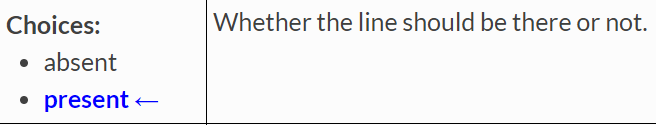 Choices:
• absent
• present ←
Whether the line should be there or not.